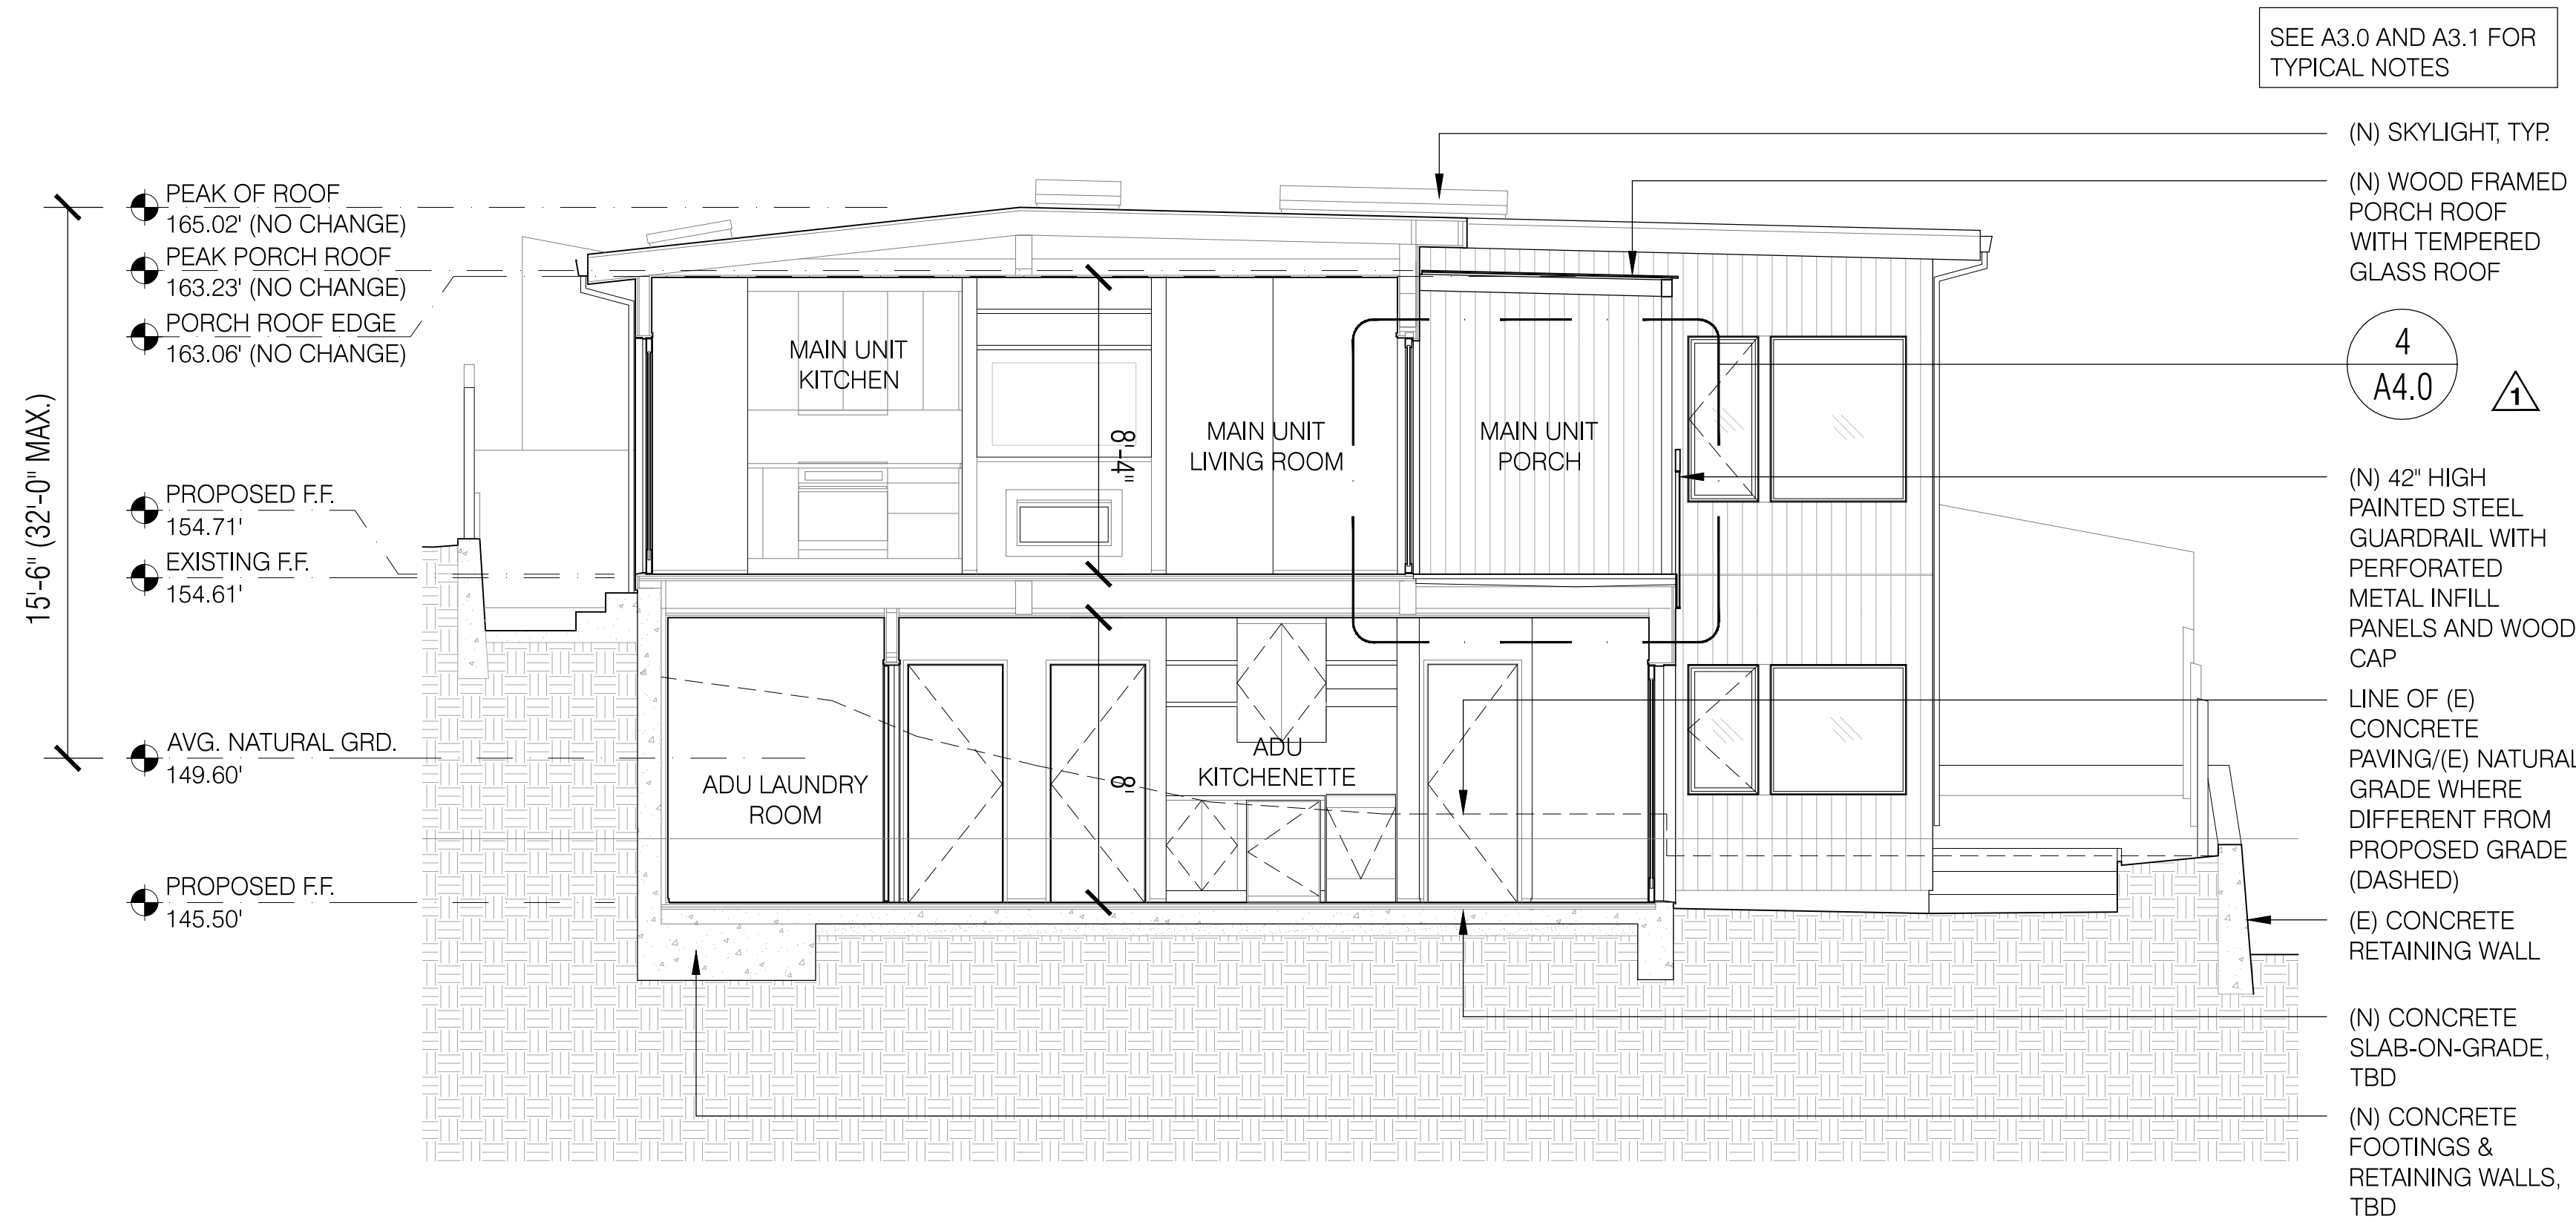 SEE A3.0 AND A3.1 FOR
TYPICAL NOTES
(N) SKYLIGHT, TYP.
(N) WOOD FRAMED
PORCH ROOF
WITH TEMPERED
GLASS ROOF
4
A4.0
1
(N) 42" HIGH
PAINTED STEEL
GUARDRAIL WITH
PERFORATED
METAL INFILL
PANELS AND WOOD
CAP
LINE OF (E)
CONCRETE
PAVING/(E) NATURAL
GRADE WHERE
DIFFERENT FROM
PROPOSED GRADE
(DASHED)
(E) CONCRETE
RETAINING WALL
(N) CONCRETE
SLAB-ON-GRADE,
TBD
(N) CONCRETE
FOOTINGS &
RETAINING WALLS,
TBD
PEAK OF ROOF
165.02' (NO CHANGE)
PEAK PORCH ROOF
163.23' (NO CHANGE)
PORCH ROOF EDGE
163.06' (NO CHANGE)
15'-6" (32'-0" MAX.)
PROPOSED F.F.
154.71'
EXISTING F.F.
154.61'
AVG. NATURAL GRD.
149.60'
PROPOSED F.F.
145.50'
MAIN UNIT
KITCHEN
8'-4"
MAIN UNIT
LIVING ROOM
MAIN UNIT
PORCH
ADU LAUNDRY
ROOM
8'
ADU
KITCHENETTE